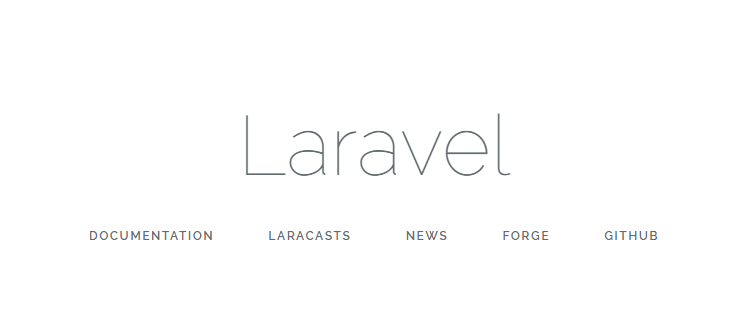 Laravel
DOCUMENTATION LARACASTS NEWS FORGE GITHUB